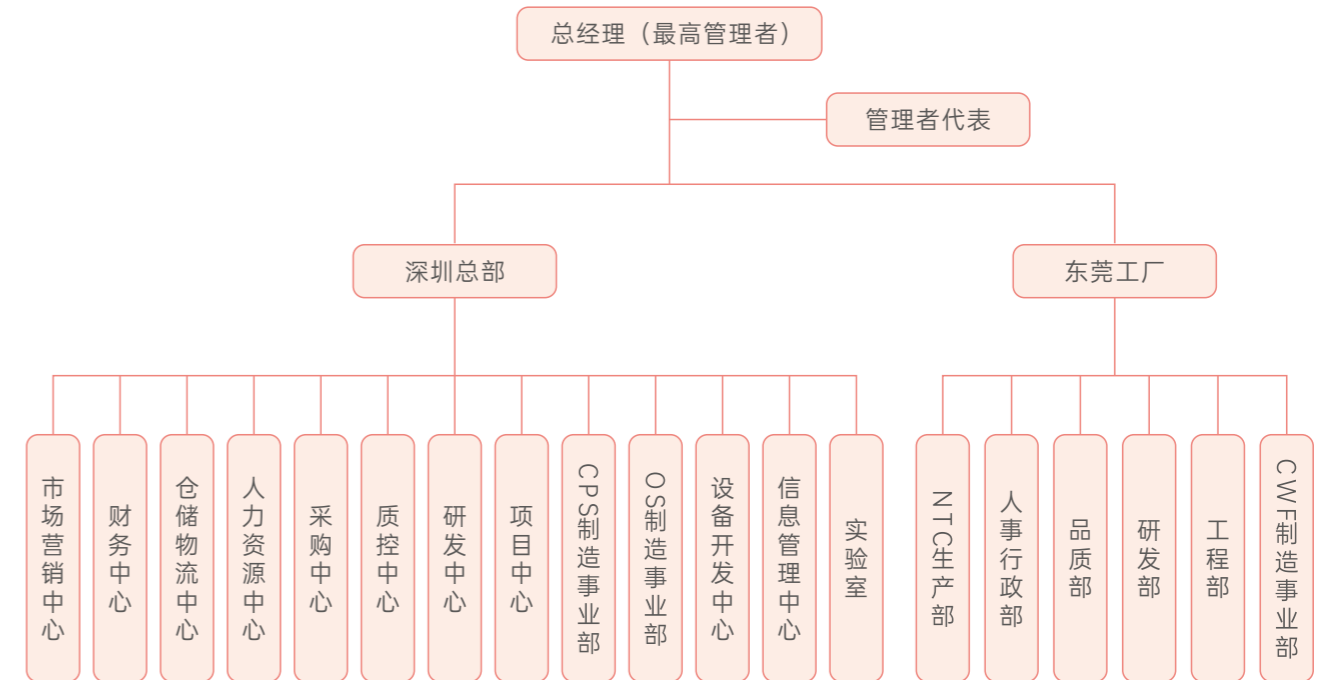 总经理（最高管理者）
管理者代表
深圳总部
东莞工厂
市场营销中心
财务中心
仓储物流中心
人力资源中心
采购中心
质控中心
研发中心
项目中心
CPS制造事业部
OS制造事业部
设备开发中心
信息管理中心
实验室
NTC生产部
人事行政部
品质部
研发部
工程部
CWF制造事业部